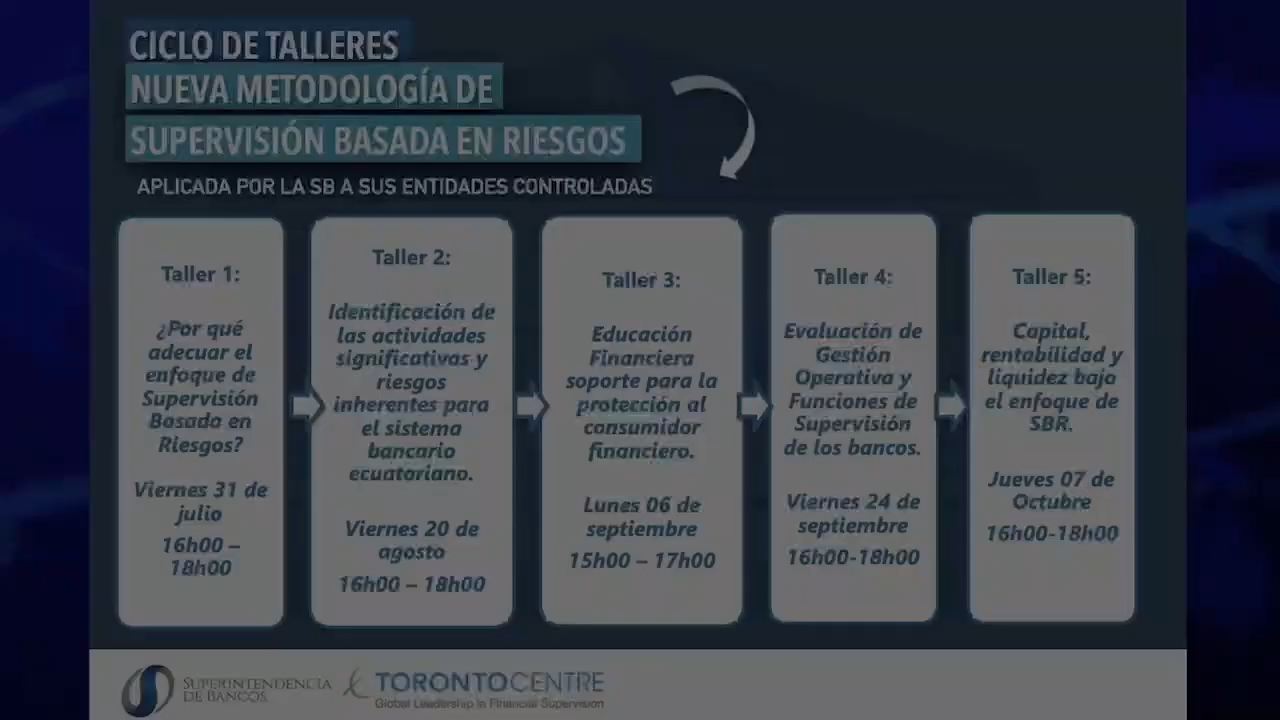 CICLO DE TALLERES
NUEVA METODOLOGÍA DE
SUPERVISIÓN BASADA EN RIESGOS
APLICADA POR LA SB A SUS ENTIDADES CONTROLADAS
Taller 1:
¿Por qué
adecuar el
enfoque de
Supervisión
Basada en
Riesgos?
Viernes 31 de
julio
16h00 –
18h00
Taller 2:
Identificación de
las actividades
significativas y
riesgos
inherentes para
el sistema
bancario
ecuatoriano.
Viernes 20 de
agosto
16h00 – 18h00
Taller 3:
Educación
Financiera
soporte para la
protección al
consumidor
financiero.
Lunes 06 de
septiembre
15h00 – 17h00
Taller 4:
Evaluación de
Gestión
Operativa y
Funciones de
Supervisión
de los bancos.
Viernes 24 de
septiembre
16h00-18h00
Taller 5:
Capital,
rentabilidad y
liquidez bajo
el enfoque de
SBR.
Jueves 07 de
Octubre
16h00-18h00
SUPERINTENDENCIA
DE BANCOS
TORONTO CENTRE
Global Leadership in Financial Supervision